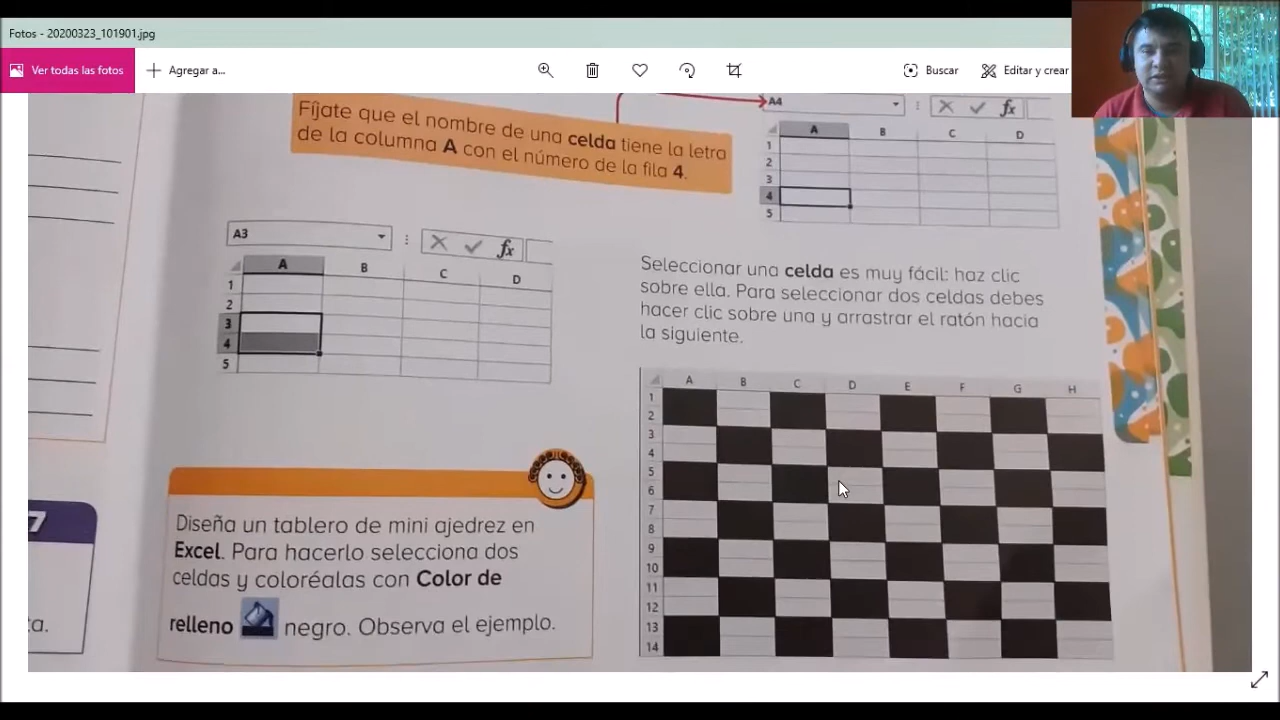 Fotos - 20200323_101901.jpg
Ver todas las fotos
Agregar a...
Buscar
Editar y crear
Fíjate que el nombre de una celda tiene la letra
de la columna A con el número de la fila 4.
A4
fx
A B C D
1
2
3
4
5
A3
fx
A B C D
1
2
3
4
5
Seleccionar una celda es muy fácil: haz clic
sobre ella. Para seleccionar dos celdas debes
hacer clic sobre una y arrastrar el ratón hacia
la siguiente.
A B C D E F G H
1
2
3
4
5
6
7
8
9
10
11
12
13
14
7
ta.
Diseña un tablero de mini ajedrez en
Excel. Para hacerlo selecciona dos
celdas y coloréalas con Color de
relleno negro. Observa el ejemplo.